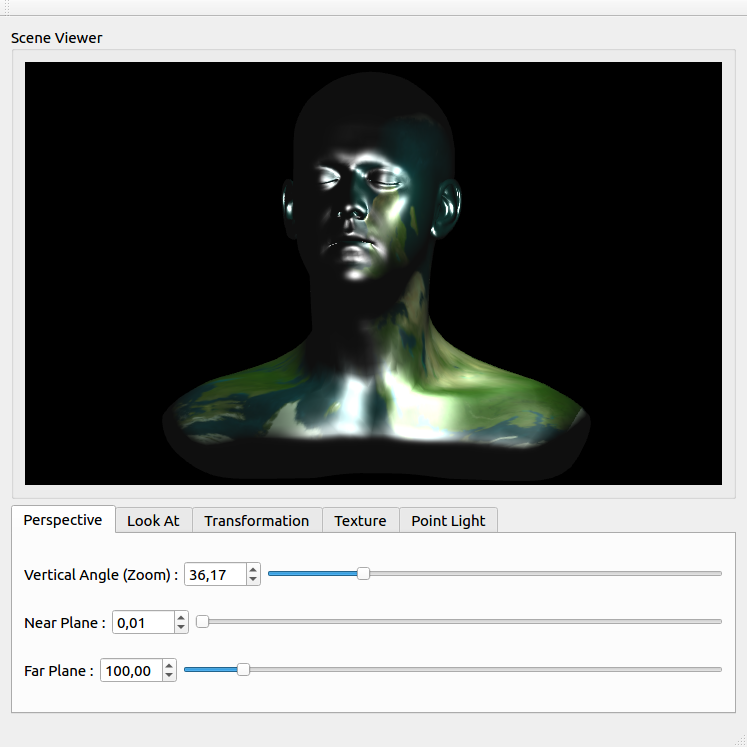 Scene Viewer
Perspective Look At Transformation Texture Point Light
Vertical Angle (Zoom) : 36,17
Near Plane : 0,01
Far Plane : 100,00